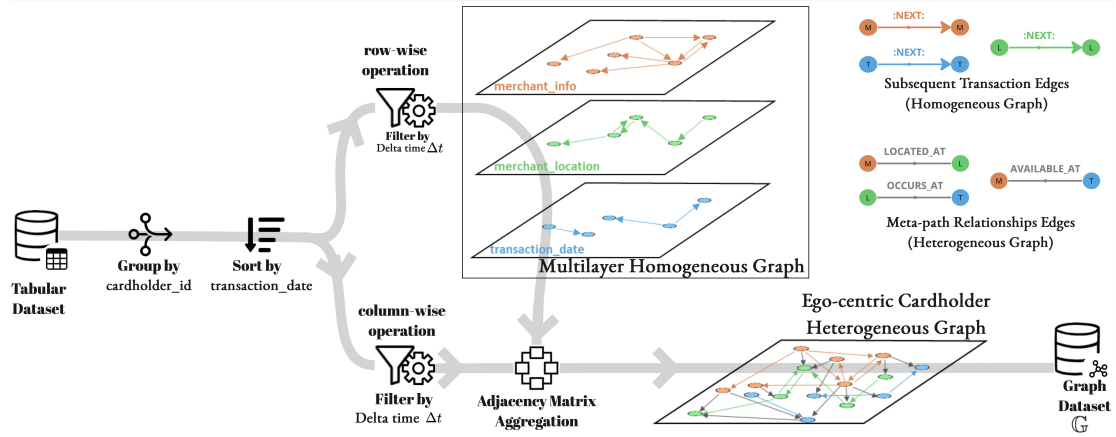 Tabular
Dataset
Group by
cardholder_id
Sort by
transaction_date
row-wise
operation
Filter by
Delta time Δt
column-wise
operation
Filter by
Delta time Δt
merchant_info
merchant_location
transaction_date
Multilayer Homogeneous Graph
Adjacency Matrix
Aggregation
Ego-centric Cardholder
Heterogeneous Graph
:NEXT:
M M
:NEXT:
L L
:NEXT:
T T
Subsequent Transaction Edges
(Homogeneous Graph)
LOCATED_AT
M L
AVAILABLE_AT
M T
OCCURS_AT
L T
Meta-path Relationships Edges
(Heterogeneous Graph)
Graph
Dataset
𝔾